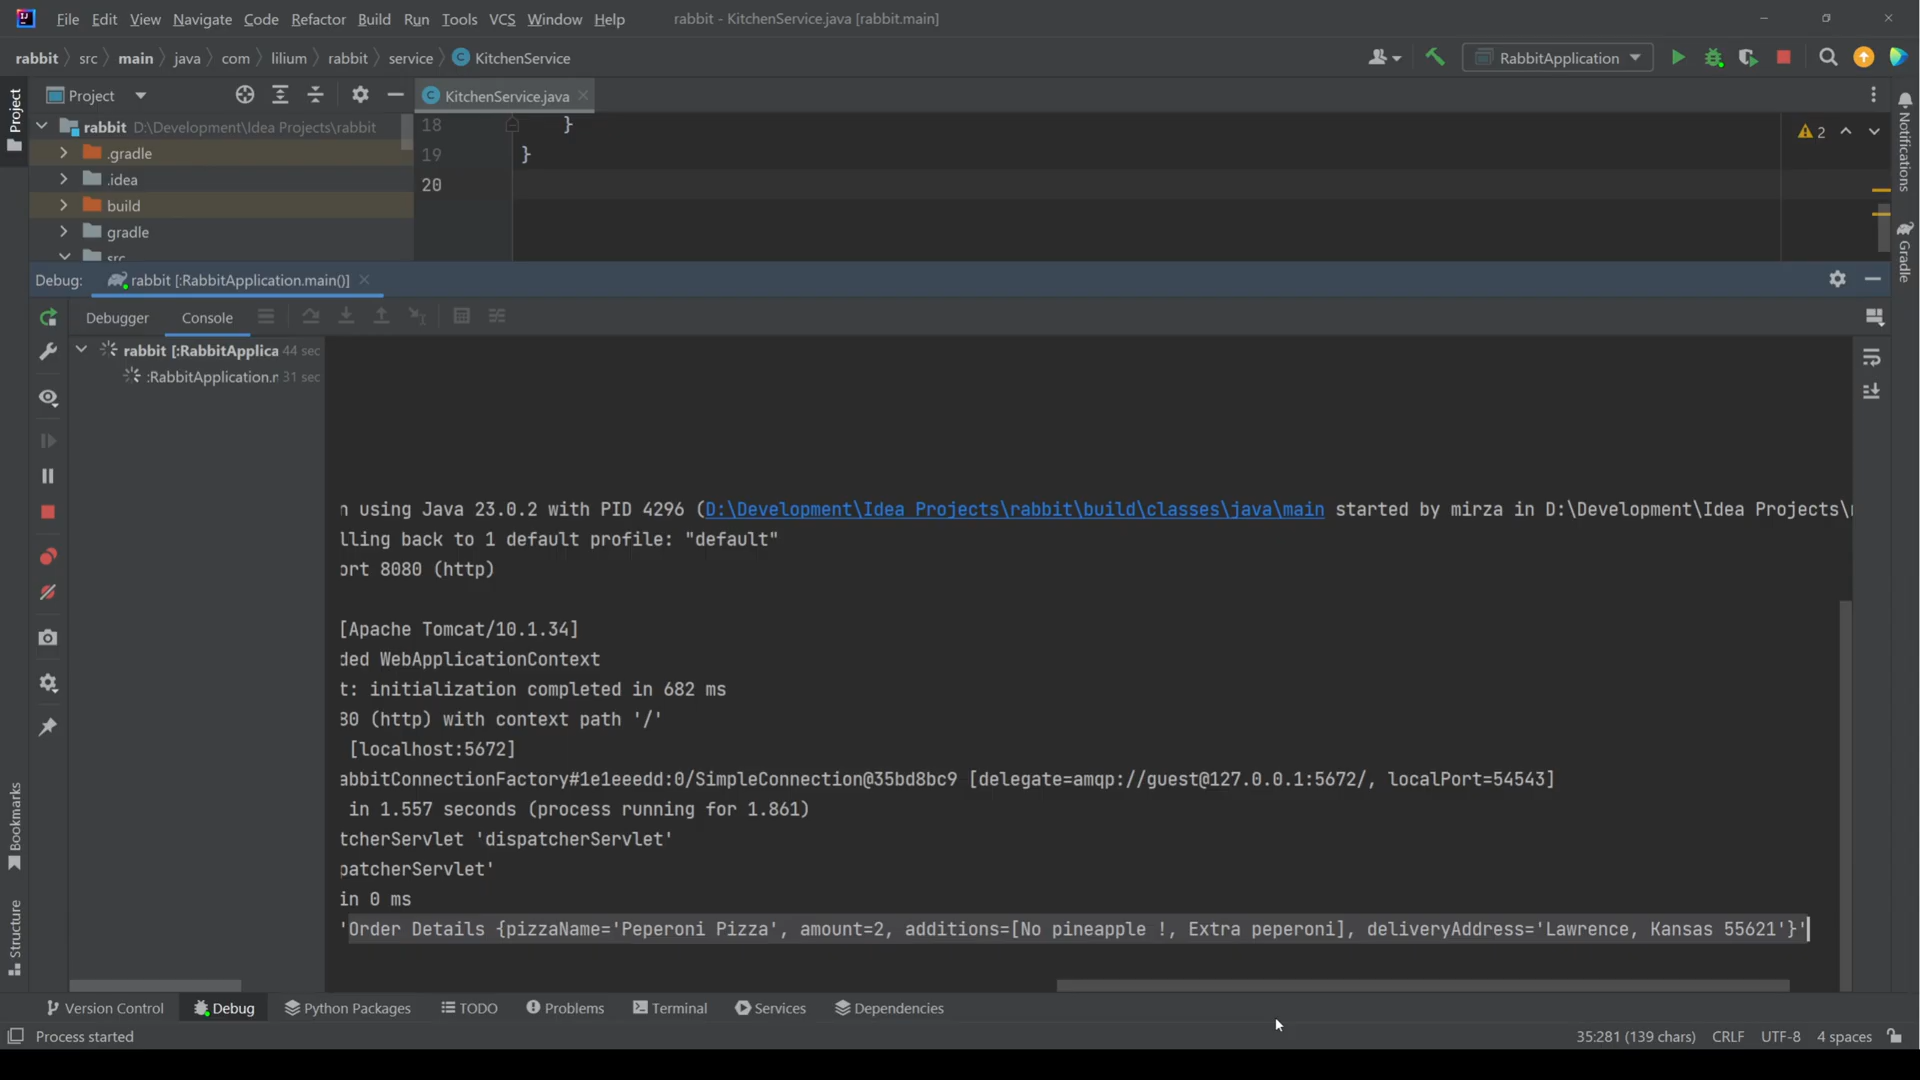 File Edit View Navigate Code Refactor Build Run Tools VCS Window Help rabbit - KitchenService.java [rabbit.main]
rabbit src main java com lilium rabbit service KitchenService RabbitApplication
Project
Project
KitchenService.java
rabbit D:\Development\Idea Projects\rabbit
.gradle
.idea
build
gradle
src
18 }
19 }
20
2
Notifications
Gradle
Debug: rabbit [:RabbitApplication.main()]
Debugger Console
rabbit [:RabbitApplica 44 sec
:RabbitApplication.r 31 sec
n using Java 23.0.2 with PID 4296 (D:\Development\Idea Projects\rabbit\build\classes\java\main started by mirza in D:\Development\Idea Projects\
lling back to 1 default profile: "default"
ort 8080 (http)
[Apache Tomcat/10.1.34]
ded WebApplicationContext
t: initialization completed in 682 ms
80 (http) with context path '/'
[localhost:5672]
abbitConnectionFactory#1e1eeedd:0/SimpleConnection@35bd8bc9 [delegate=amqp://guest@127.0.0.1:5672/, localPort=54543]
in 1.557 seconds (process running for 1.861)
tcherServlet 'dispatcherServlet'
patcherServlet'
in 0 ms
'Order Details {pizzaName='Peperoni Pizza', amount=2, additions=[No pineapple !, Extra peperoni], deliveryAddress='Lawrence, Kansas 55621'}'
Bookmarks
Structure
Version Control Debug Python Packages TODO Problems Terminal Services Dependencies
Process started 35:281 (139 chars) CRLF UTF-8 4 spaces